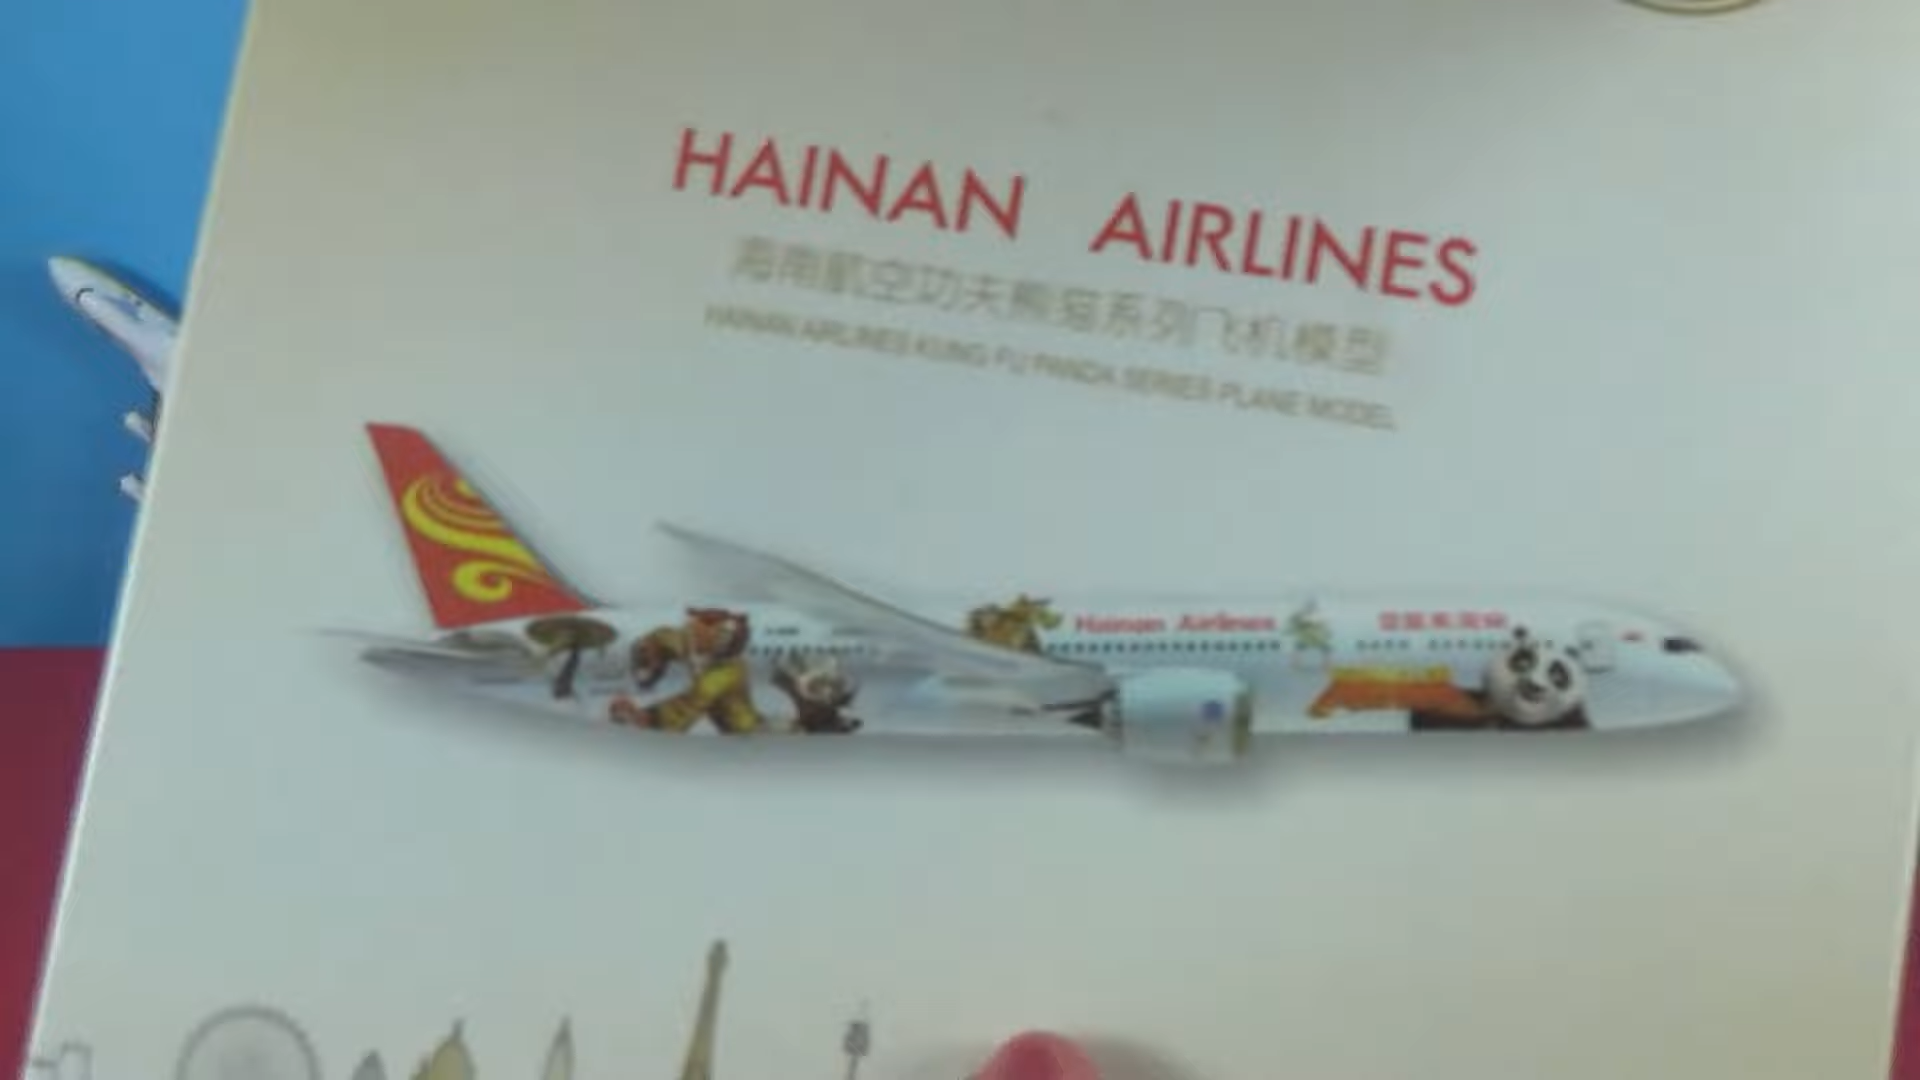 HAINAN AIRLINES
海南航空功夫熊猫系列飞机模型
HAINAN AIRLINES KUNG FU PANDA SERIES PLANE MODEL
Hainan Airlines